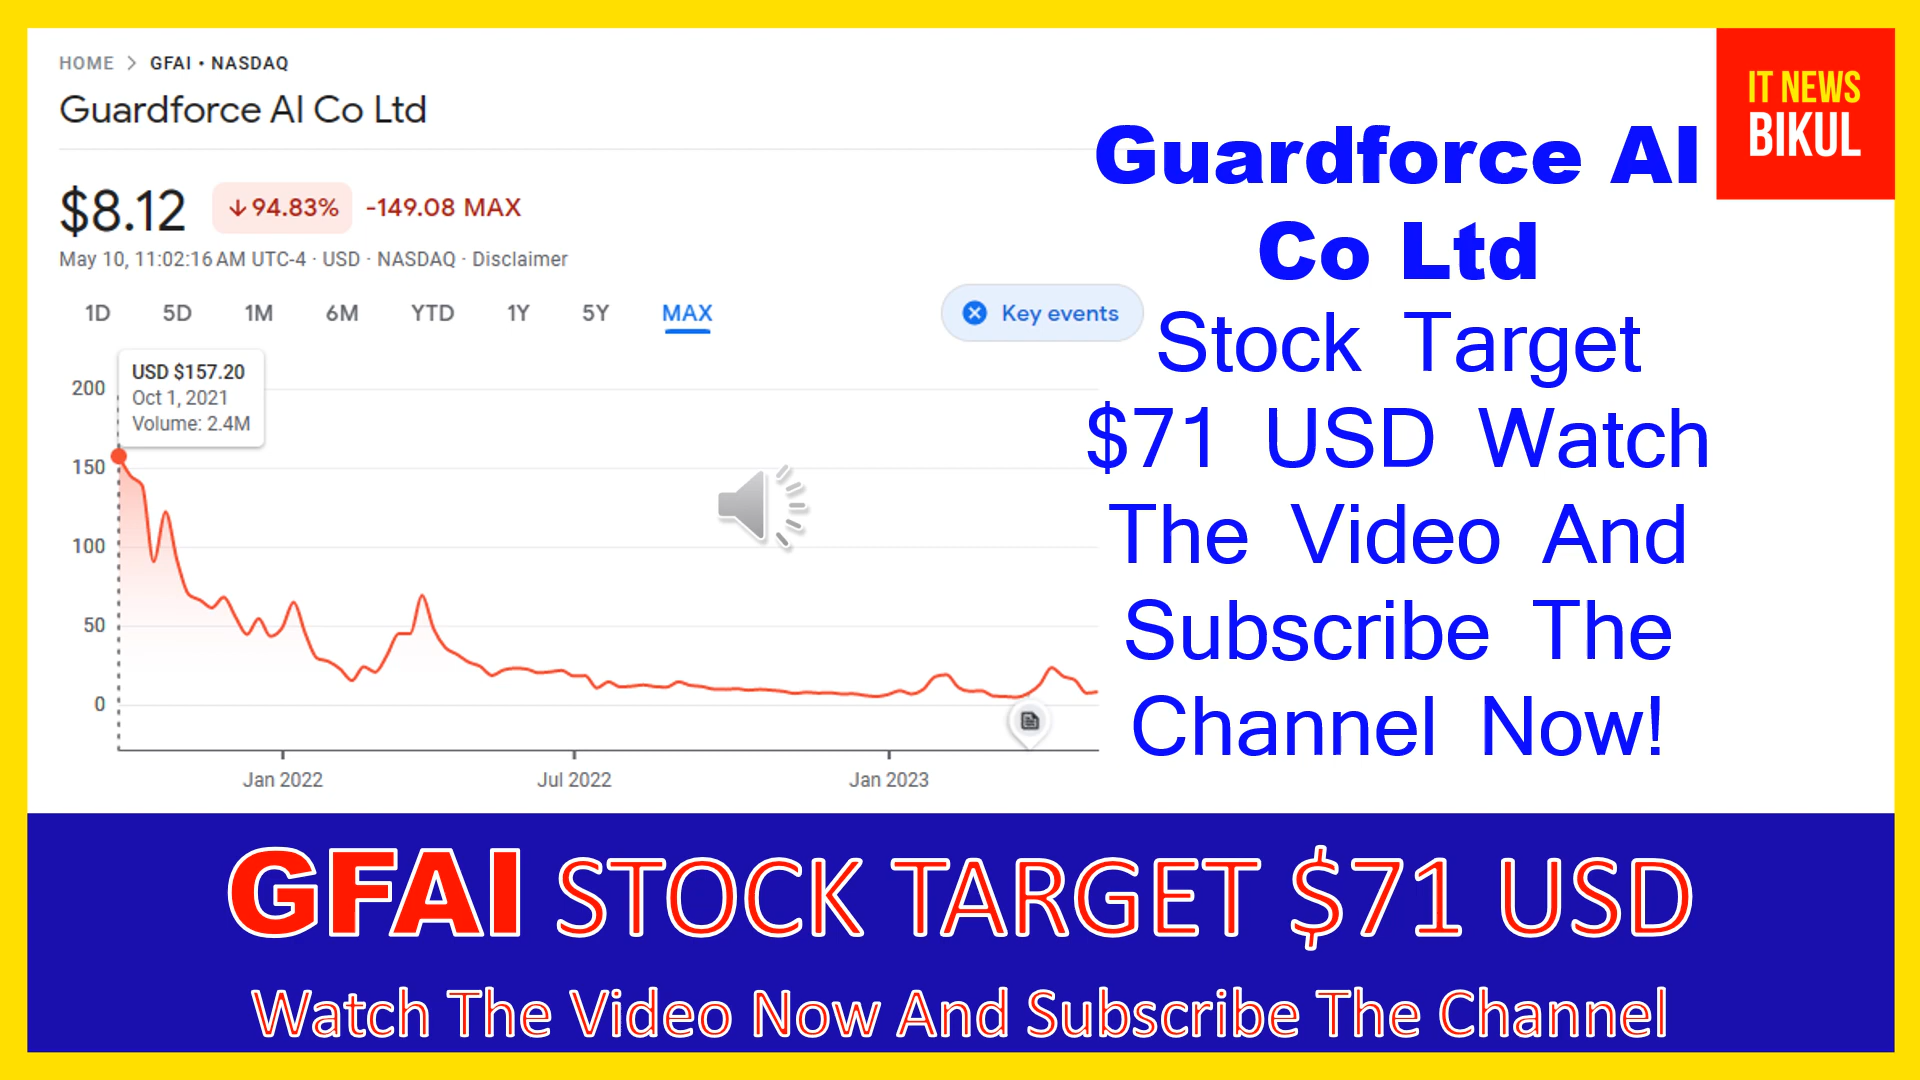 HOME > GFAI • NASDAQ
Guardforce AI Co Ltd
$8.12 ↓94.83% -149.08 MAX
May 10, 11:02:16 AM UTC-4 · USD · NASDAQ · Disclaimer
1D 5D 1M 6M YTD 1Y 5Y MAX
Key events
USD $157.20
Oct 1, 2021
Volume: 2.4M
200
150
100
50
0
Jan 2022 Jul 2022 Jan 2023
IT NEWS
BIKUL
Guardforce AI
Co Ltd
Stock Target
$71 USD Watch
The Video And
Subscribe The
Channel Now!
GFAI STOCK TARGET $71 USD
Watch The Video Now And Subscribe The Channel